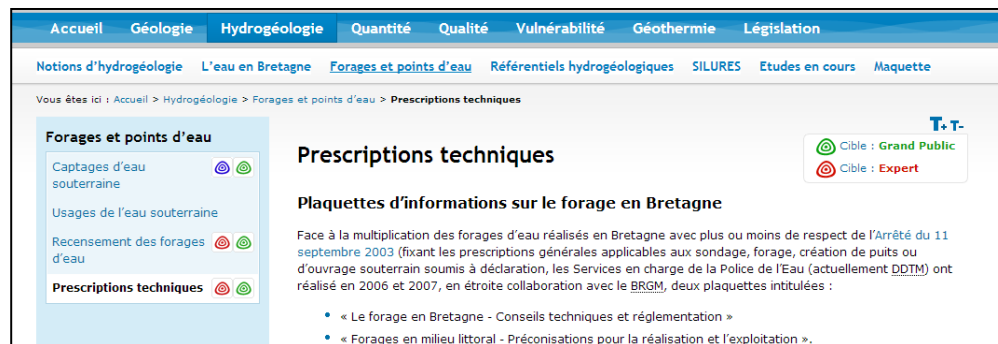 Accueil Géologie Hydrogéologie Quantité Qualité Vulnérabilité Géothermie Législation
Notions d'hydrogéologie L'eau en Bretagne Forages et points d'eau Référentiels hydrogéologiques SILURES Etudes en cours Maquette
Vous êtes ici : Accueil > Hydrogéologie > Forages et points d'eau > Prescriptions techniques
T+ T-
Forages et points d'eau
Captages d'eau
souterraine
Usages de l'eau souterraine
Recensement des forages
d'eau
Prescriptions techniques
Prescriptions techniques
Cible : Grand Public
Cible : Expert
Plaquettes d'informations sur le forage en Bretagne
Face à la multiplication des forages d'eau réalisés en Bretagne avec plus ou moins de respect de l'Arrêté du 11
septembre 2003 (fixant les prescriptions générales applicables aux sondage, forage, création de puits ou
d'ouvrage souterrain soumis à déclaration, les Services en charge de la Police de l'Eau (actuellement DDTM) ont
réalisé en 2006 et 2007, en étroite collaboration avec le BRGM, deux plaquettes intitulées :
• « Le forage en Bretagne - Conseils techniques et réglementation »
• « Forages en milieu littoral - Préconisations pour la réalisation et l'exploitation ».